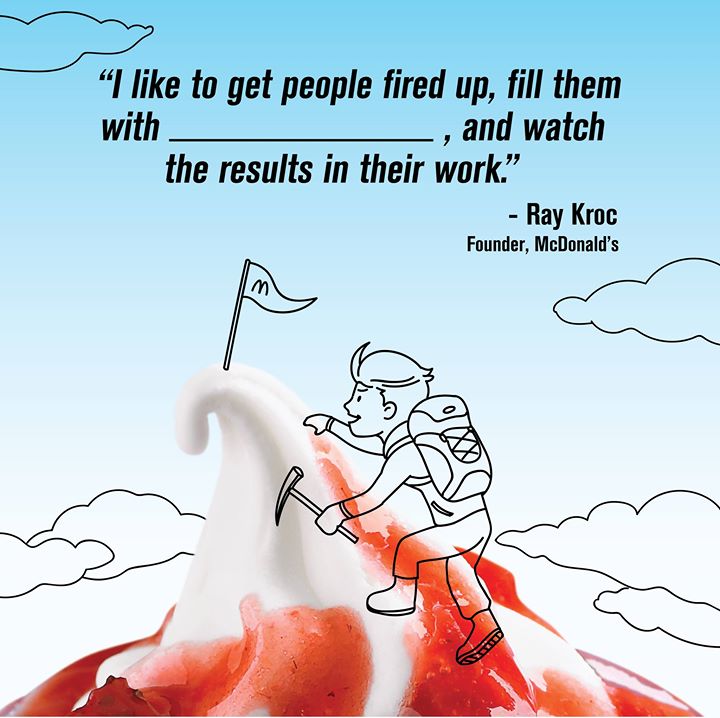 “I like to get people fired up, fill them
with ____________________ , and watch
the results in their work.”
- Ray Kroc
Founder, McDonald’s